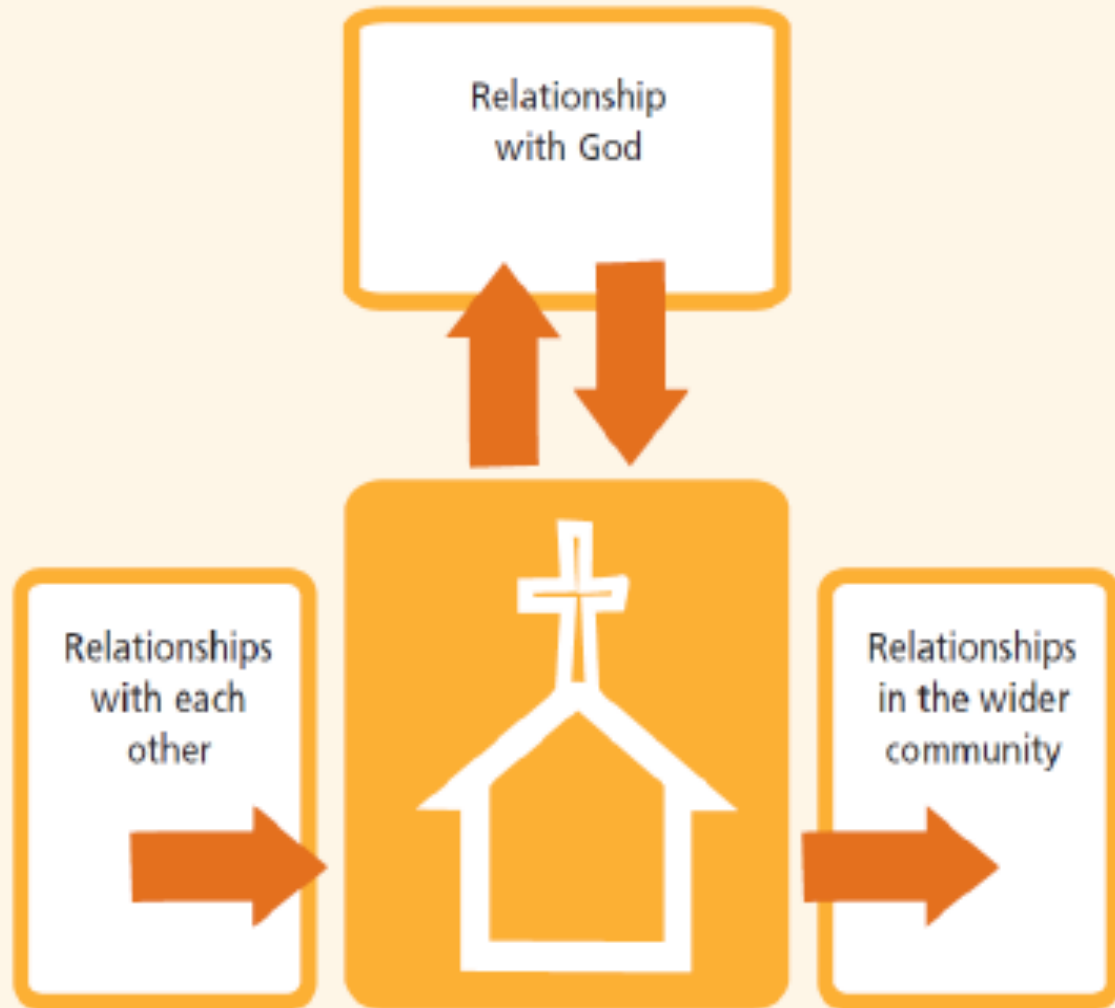 Relationship
with God
Relationships
with each
other
Relationships
in the wider
community